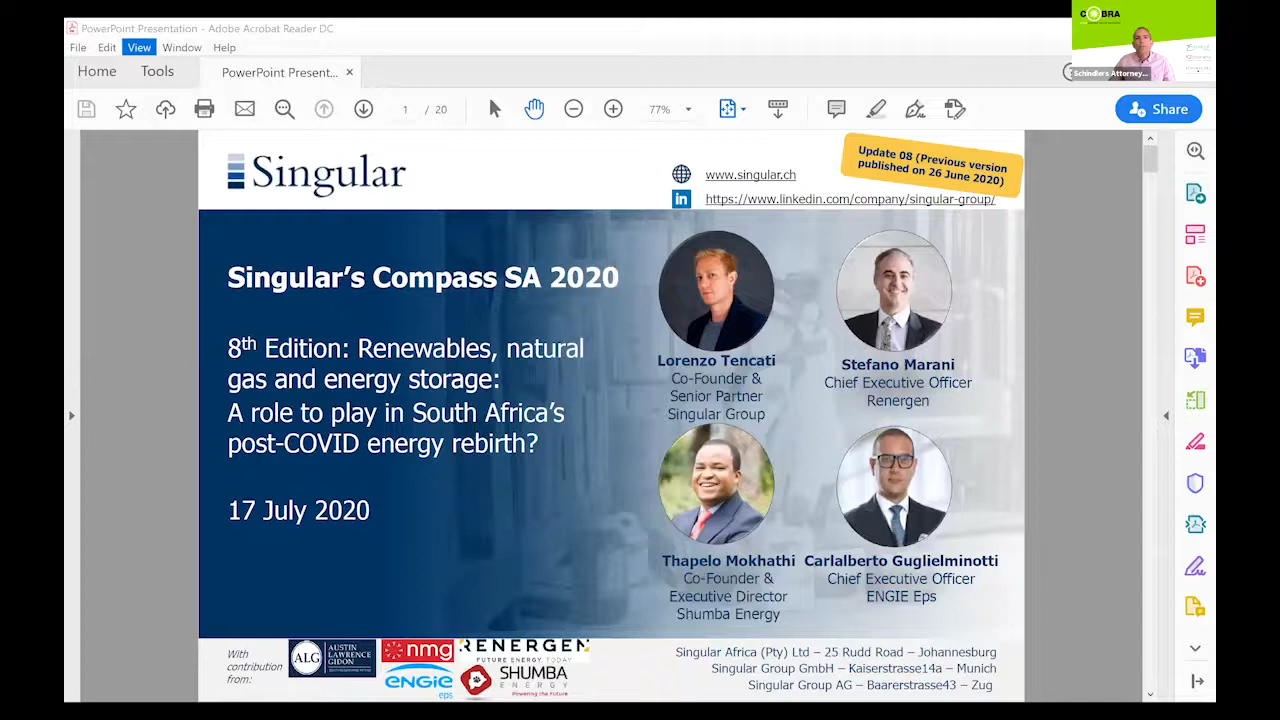 PowerPoint Presentation - Adobe Acrobat Reader DC
File Edit View Window Help
Home Tools PowerPoint Present... ×
1 / 20 77% Share
COBRA
Schindlers Attorney...
Singular
www.singular.ch
https://www.linkedin.com/company/singular-group/
Update 08 (Previous version
published on 26 June 2020)
Singular's Compass SA 2020
8th Edition: Renewables, natural
gas and energy storage:
A role to play in South Africa's
post-COVID energy rebirth?
17 July 2020
Lorenzo Tencati
Co-Founder &
Senior Partner
Singular Group
Stefano Marani
Chief Executive Officer
Renergen
Thapelo Mokhathi
Co-Founder &
Executive Director
Shumba Energy
Carlalberto Guglielminotti
Chief Executive Officer
ENGIE Eps
With
contribution
from:
ALG AUSTIN
LAWRENCE
GIDON
nmg
ENGIE
eps
RENERGEN
FUTURE ENERGY. TODAY
SHUMBA
ENERGY
Powering the Future
Singular Africa (Pty) Ltd – 25 Rudd Road – Johannesburg
Singular Group GmbH – Kaiserstrasse14a – Munich
Singular Group AG – Baarerstrasse43 – Zug